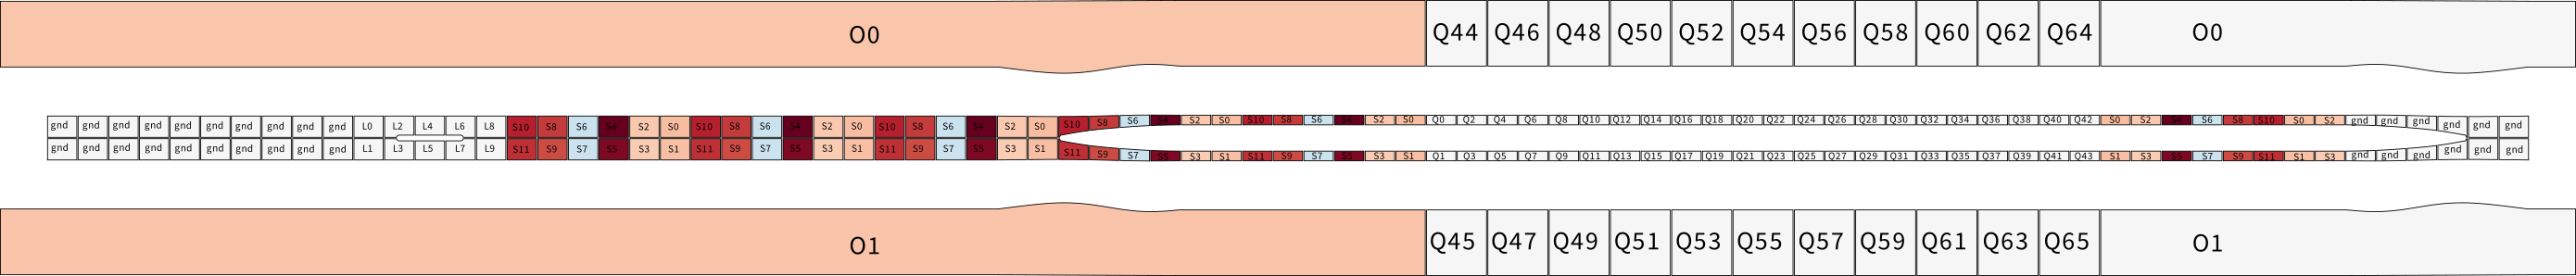 O0 Q44 Q46 Q48 Q50 Q52 Q54 Q56 Q58 Q60 Q62 Q64 O0
gnd gnd gnd gnd gnd gnd gnd gnd gnd gnd L0 L2 L4 L6 L8 S10 S8 S6 S4 S2 S0 S10 S8 S6 S4 S2 S0 S10 S8 S6 S4 S2 S0 S10 S8 S6 S4 S2 S0 S10 S8 S6 S4 S2 S0 Q0 Q2 Q4 Q6 Q8 Q10 Q12 Q14 Q16 Q18 Q20 Q22 Q24 Q26 Q28 Q30 Q32 Q34 Q36 Q38 Q40 Q42 S0 S2 S4 S6 S8 S10 S0 S2 gnd gnd gnd gnd gnd gnd
gnd gnd gnd gnd gnd gnd gnd gnd gnd gnd L1 L3 L5 L7 L9 S11 S9 S7 S5 S3 S1 S11 S9 S7 S5 S3 S1 S11 S9 S7 S5 S3 S1 S11 S9 S7 S5 S3 S1 S11 S9 S7 S5 S3 S1 Q1 Q3 Q5 Q7 Q9 Q11 Q13 Q15 Q17 Q19 Q21 Q23 Q25 Q27 Q29 Q31 Q33 Q35 Q37 Q39 Q41 Q43 S1 S3 S5 S7 S9 S11 S1 S3 gnd gnd gnd gnd gnd gnd
O1 Q45 Q47 Q49 Q51 Q53 Q55 Q57 Q59 Q61 Q63 Q65 O1